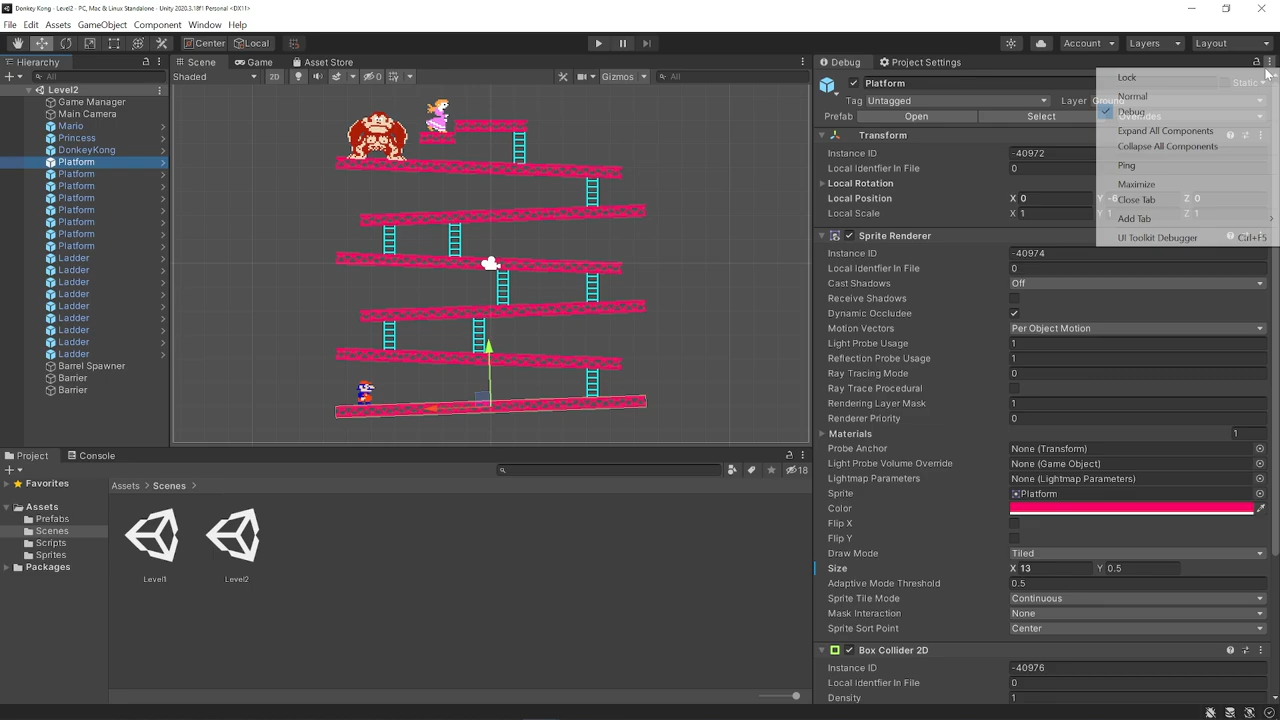 Donkey Kong - Level2 - PC, Mac & Linux Standalone - Unity 2020.3.18f1 Personal <DX11>
File Edit Assets GameObject Component Window Help
Center Local Account Layers Layout
Hierarchy Scene Game Asset Store Debug Project Settings
All Shaded 2D 0 Gizmos All
Level2
Game Manager
Main Camera
Mario
Princess
DonkeyKong
Platform
Platform
Platform
Platform
Platform
Platform
Platform
Platform
Ladder
Ladder
Ladder
Ladder
Ladder
Ladder
Ladder
Ladder
Ladder
Barrel Spawner
Barrier
Barrier
Platform Static
Tag Untagged Layer Ground
Prefab Open Select Overrides
Lock
Normal
Debug
Expand All Components
Collapse All Components
Ping
Maximize
Close Tab
Add Tab
UI Toolkit Debugger Ctrl+F5
Transform
Instance ID -40972
Local Identfier In File 0
Local Rotation
Local Position X 0 Y -6 Z 0
Local Scale X 1 Y 1 Z 1
Sprite Renderer
Instance ID -40974
Local Identfier In File 0
Cast Shadows Off
Receive Shadows
Dynamic Occludee
Motion Vectors Per Object Motion
Light Probe Usage 1
Reflection Probe Usage 1
Ray Tracing Mode 0
Ray Trace Procedural
Rendering Layer Mask 1
Renderer Priority 0
Materials 1
Probe Anchor None (Transform)
Light Probe Volume Override None (Game Object)
Lightmap Parameters None (Lightmap Parameters)
Sprite Platform
Color
Flip X
Flip Y
Draw Mode Tiled
Size X 13 Y 0.5
Adaptive Mode Threshold 0.5
Sprite Tile Mode Continuous
Mask Interaction None
Sprite Sort Point Center
Box Collider 2D
Instance ID -40976
Local Identfier In File 0
Density 1
Project Console
18
Favorites
Assets
Prefabs
Scenes
Scripts
Sprites
Packages
Assets > Scenes >
Level1 Level2